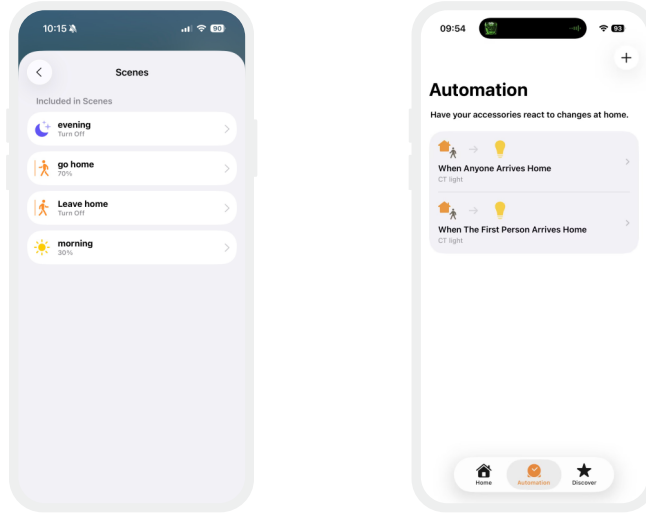 10:15
90
Scenes
Included in Scenes
evening
Turn Off
go home
70%
Leave home
Turn Off
morning
30%
09:54
93
Automation
Have your accessories react to changes at home.
When Anyone Arrives Home
CT light
When The First Person Arrives Home
CT light
Home
Automation
Discover